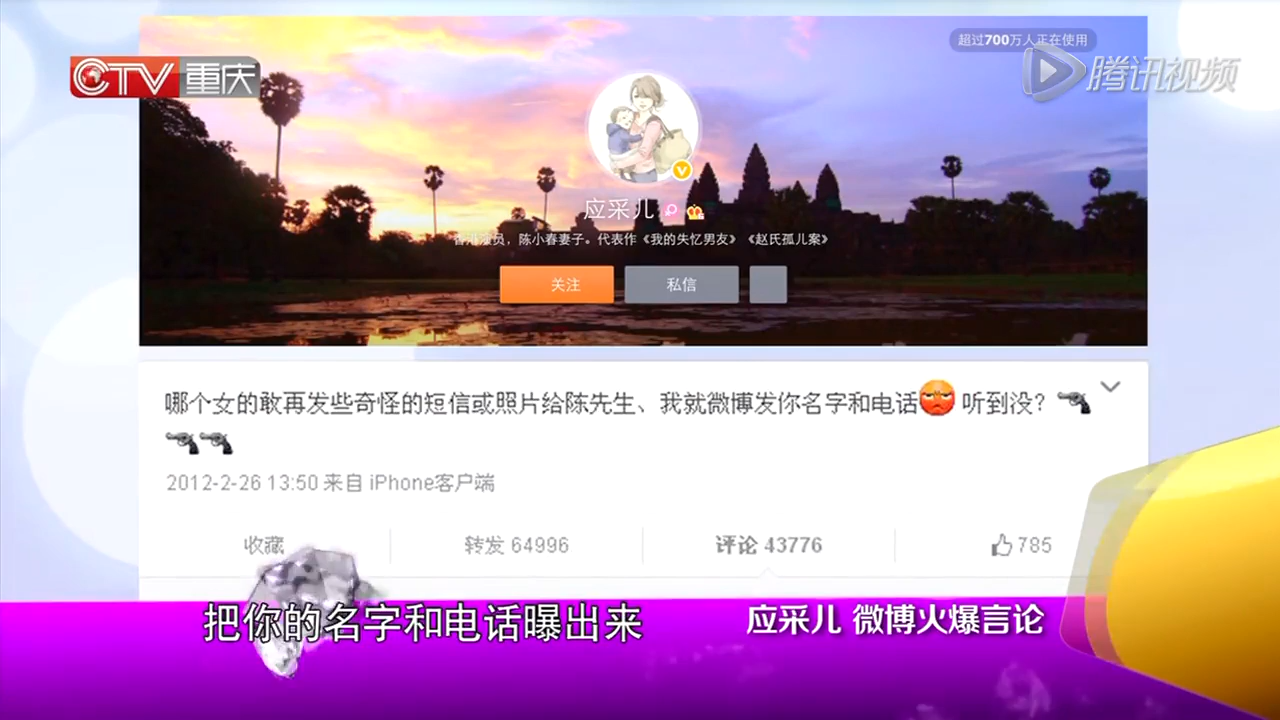 超过700万人正在使用
CTV重庆
腾讯视频
应采儿
香港演员，陈小春妻子。代表作《我的失忆男友》《赵氏孤儿案》
关注
私信
哪个女的敢再发些奇怪的短信或照片给陈先生、我就微博发你名字和电话 听到没？
2012-2-26 13:50 来自 iPhone客户端
收藏
转发 64996
评论 43776
785
把你的名字和电话曝出来
应采儿 微博火爆言论